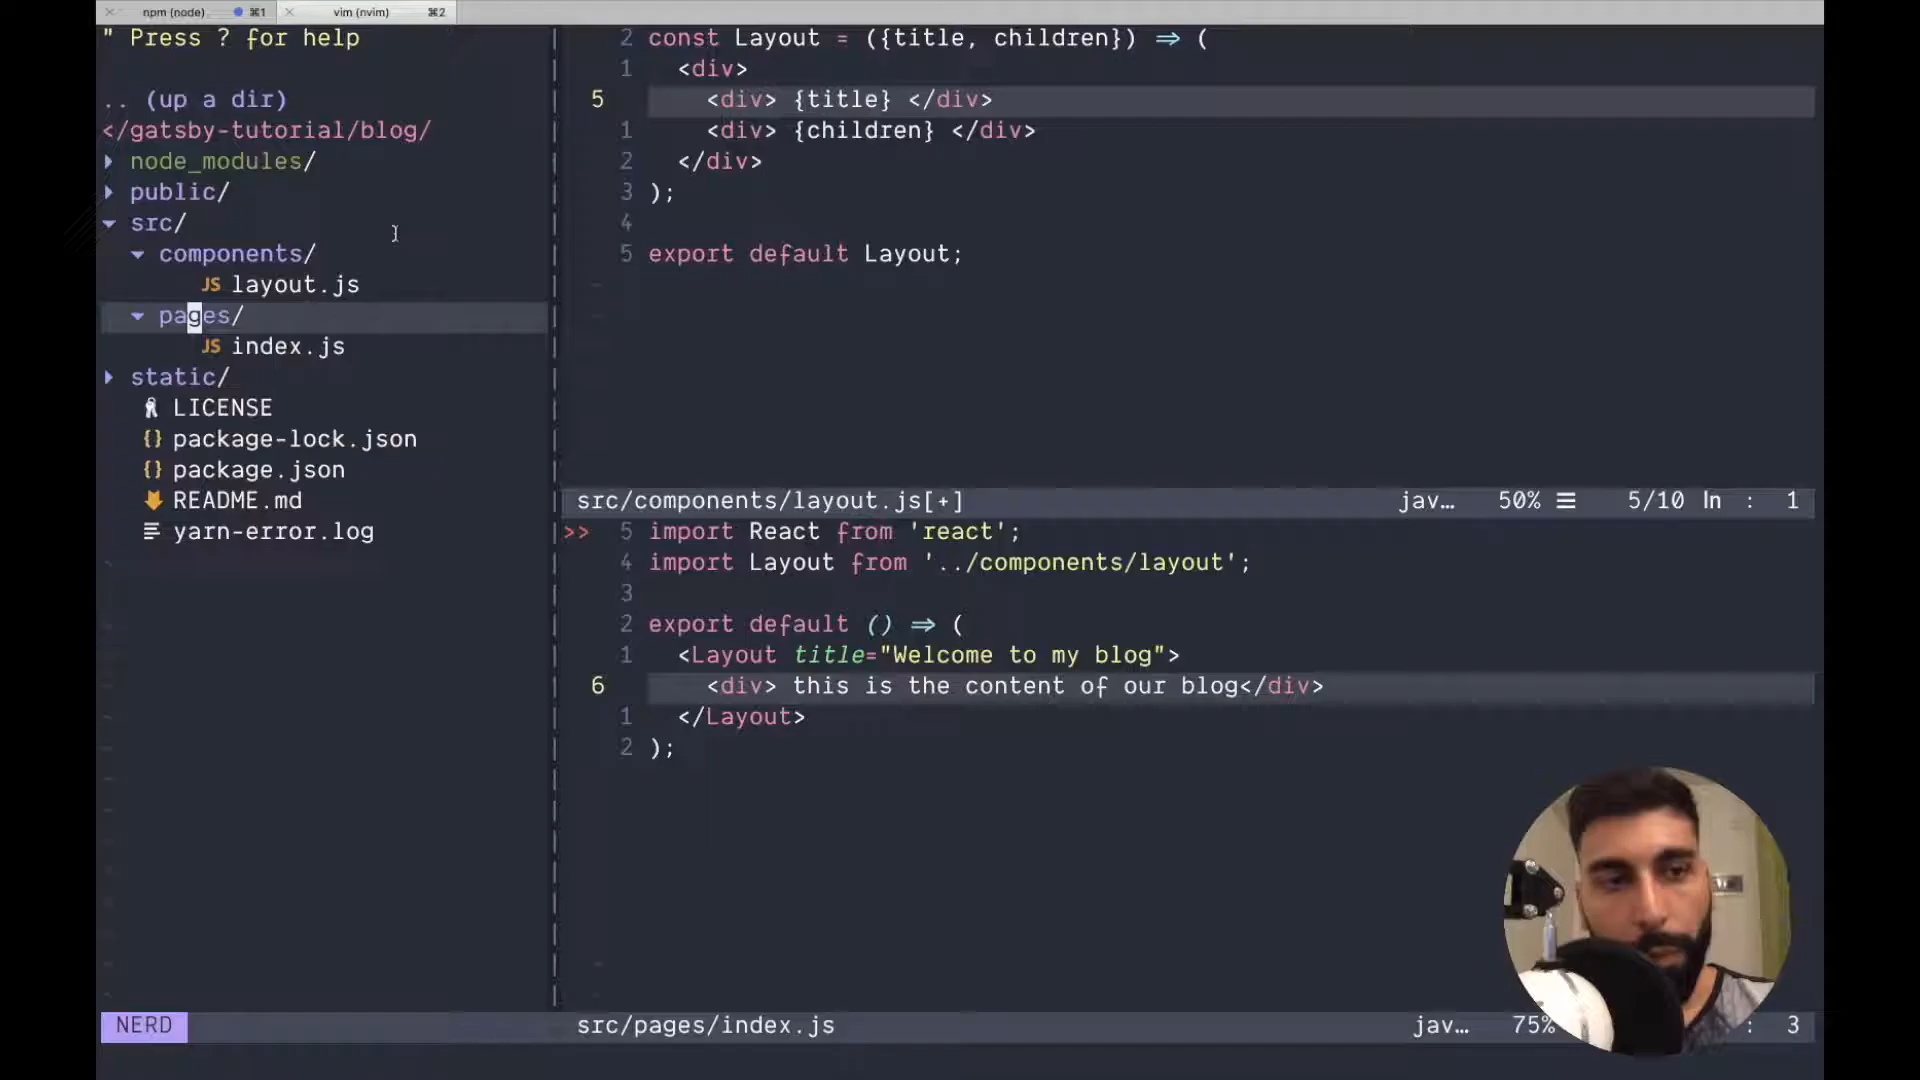 npm (node) ⌘1
vim (nvim) ⌘2
" Press ? for help
.. (up a dir)
</gatsby-tutorial/blog/
node_modules/
public/
src/
components/
JS layout.js
pages/
JS index.js
static/
LICENSE
{} package-lock.json
{} package.json
README.md
yarn-error.log
NERD
2 const Layout = ({title, children}) => (
1 <div>
5 <div> {title} </div>
1 <div> {children} </div>
2 </div>
3 );
4
5 export default Layout;
src/components/layout.js[+] jav… 50% ☰ 5/10 ln : 1
>> 5 import React from 'react';
4 import Layout from '../components/layout';
3
2 export default () => (
1 <Layout title="Welcome to my blog">
6 <div> this is the content of our blog</div>
1 </Layout>
2 );
src/pages/index.js jav… 75% : 3